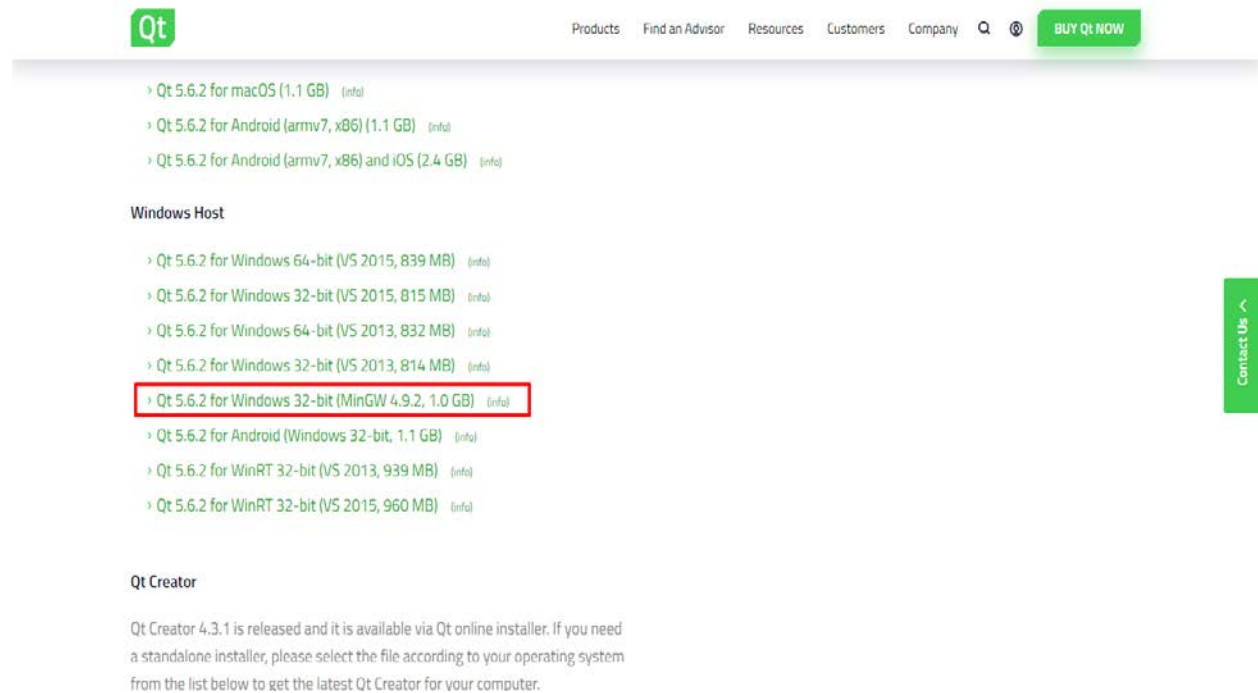 Qt
Products Find an Advisor Resources Customers Company BUY Qt NOW
› Qt 5.6.2 for macOS (1.1 GB) (info)
› Qt 5.6.2 for Android (armv7, x86) (1.1 GB) (info)
› Qt 5.6.2 for Android (armv7, x86) and iOS (2.4 GB) (info)
Windows Host
› Qt 5.6.2 for Windows 64-bit (VS 2015, 839 MB) (info)
› Qt 5.6.2 for Windows 32-bit (VS 2015, 815 MB) (info)
› Qt 5.6.2 for Windows 64-bit (VS 2013, 832 MB) (info)
› Qt 5.6.2 for Windows 32-bit (VS 2013, 814 MB) (info)
› Qt 5.6.2 for Windows 32-bit (MinGW 4.9.2, 1.0 GB) (info)
› Qt 5.6.2 for Android (Windows 32-bit, 1.1 GB) (info)
› Qt 5.6.2 for WinRT 32-bit (VS 2013, 939 MB) (info)
› Qt 5.6.2 for WinRT 32-bit (VS 2015, 960 MB) (info)
Contact Us
Qt Creator
Qt Creator 4.3.1 is released and it is available via Qt online installer. If you need
a standalone installer, please select the file according to your operating system
from the list below to get the latest Qt Creator for your computer.